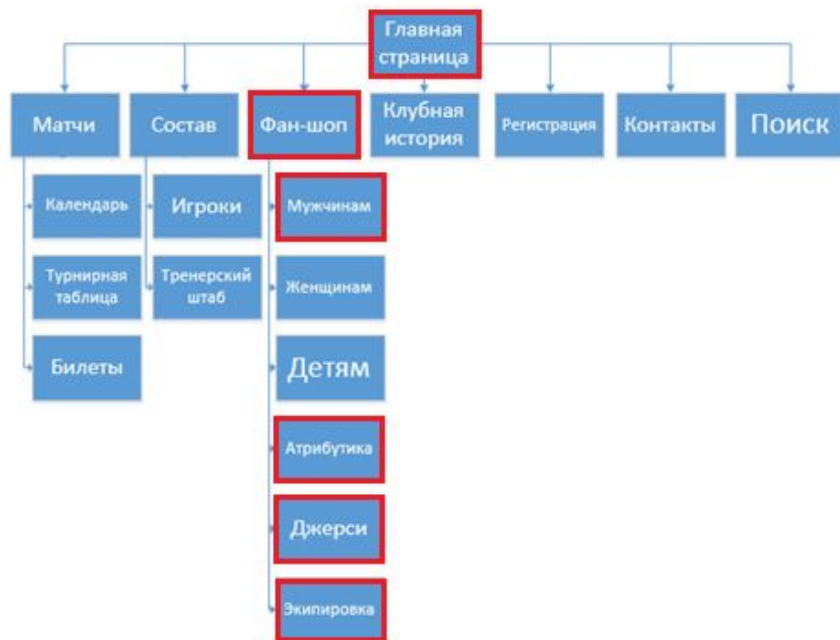 Главная
страница
Матчи
Состав
Фан-шоп
Клубная
история
Регистрация
Контакты
Поиск
Календарь
Игроки
Мужчинам
Турнирная
таблица
Тренерский
штаб
Женщинам
Билеты
Детям
Атрибутика
Джерси
Экипировка